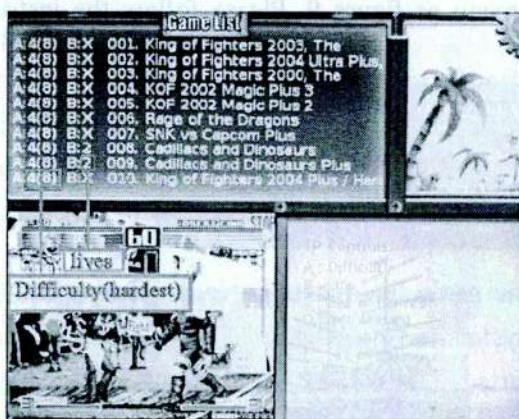 Game List
A:4(8) B:X 001. King of Fighters 2003, The
A:4(8) B:X 002. King of Fighters 2004 Ultra Plus,
A:4(8) B:X 003. King of Fighters 2000, The
A:4(8) B:X 004. KOF 2002 Magic Plus 3
A:4(8) B:X 005. KOF 2002 Magic Plus 2
A:4(8) B:X 006. Rage of the Dragons
A:4(8) B:X 007. SNK vs Capcom Plus
A:4(8) B:2 008. Cadillacs and Dinosaurs
A:4(8) B:2 009. Cadillacs and Dinosaurs Plus
A:4(8) B:X 010. King of Fighters 2004 Plus / Hero
60
lives
Difficulty(hardest)